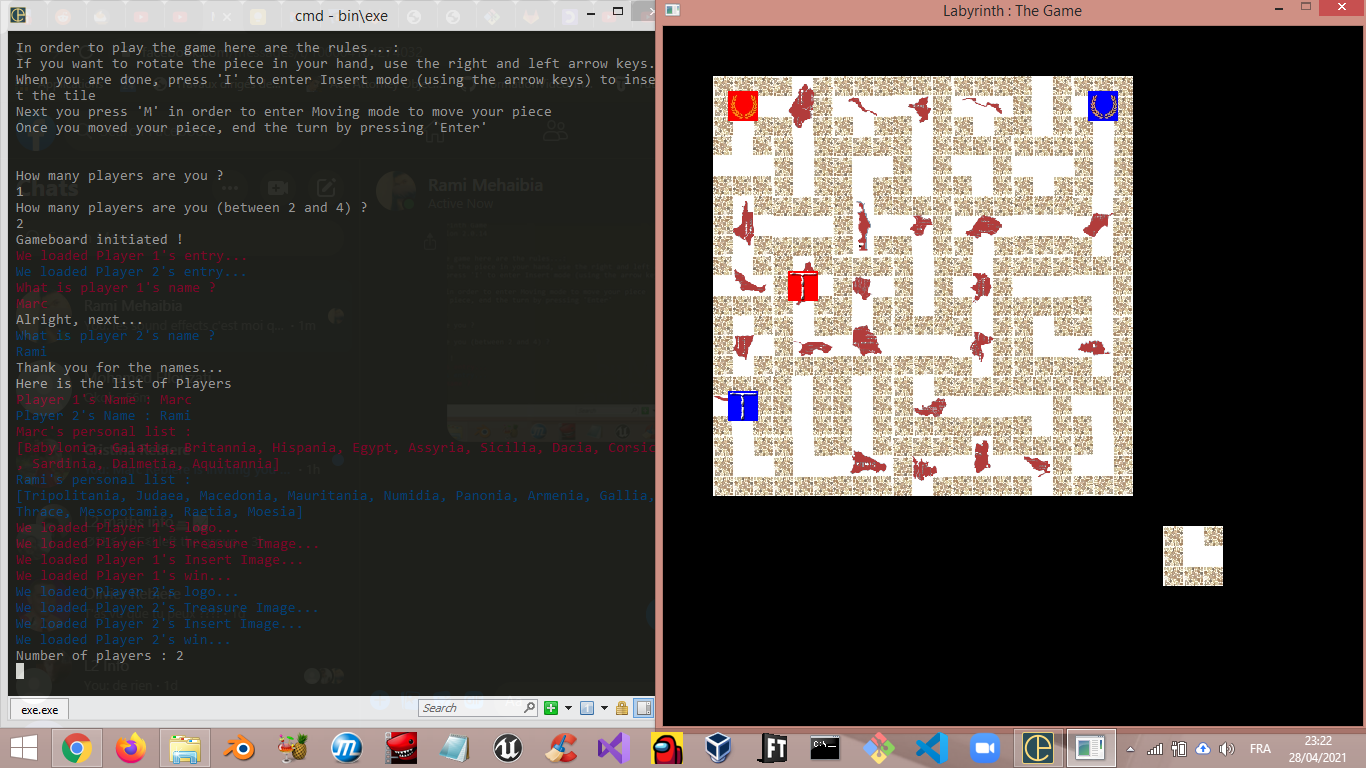 cmd - bin\exe
In order to play the game here are the rules...:
If you want to rotate the piece in your hand, use the right and left arrow keys.
When you are done, press 'I' to enter Insert mode (using the arrow keys) to inse
t the tile
Next you press 'M' in order to enter Moving mode to move your piece
Once you moved your piece, end the turn by pressing 'Enter'
How many players are you ?
1
How many players are you (between 2 and 4) ?
2
Gameboard initiated !
We loaded Player 1's entry...
We loaded Player 2's entry...
What is player 1's name ?
Marc
Alright, next...
What is player 2's name ?
Rami
Thank you for the names...
Here is the list of Players
Player 1's Name : Marc
Player 2's Name : Rami
Marc's personal list :
[Babylonia, Galatia, Britannia, Hispania, Egypt, Assyria, Sicilia, Dacia, Corsic
, Sardinia, Dalmatia, Aquitannia]
Rami's personal list :
[Tripolitania, Judaea, Macedonia, Mauritania, Numidia, Panonia, Armenia, Gallia,
Thrace, Mesopotamia, Raetia, Moesia]
We loaded Player 1's logo...
We loaded Player 1's Treasure Image...
We loaded Player 1's Insert Image...
We loaded Player 1's win...
We loaded Player 2's logo...
We loaded Player 2's Treasure Image...
We loaded Player 2's Insert Image...
We loaded Player 2's win...
Number of players : 2
Chats
Rami Mehaibia
Active Now
Rami Mehaibia
exe.exe
Search
Labyrinth : The Game
FRA
23:22
28/04/2021